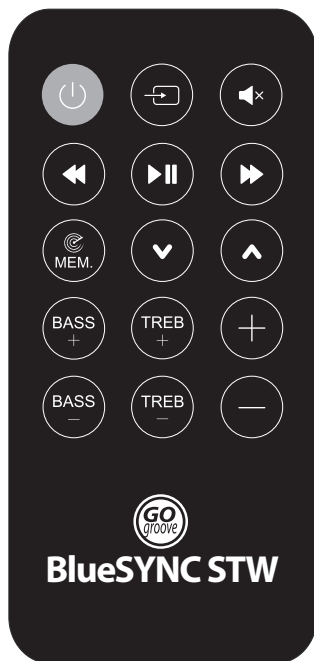 MEM.
BASS TREB
+ + +
BASS TREB
− − −
GO
groove
BlueSYNC STW